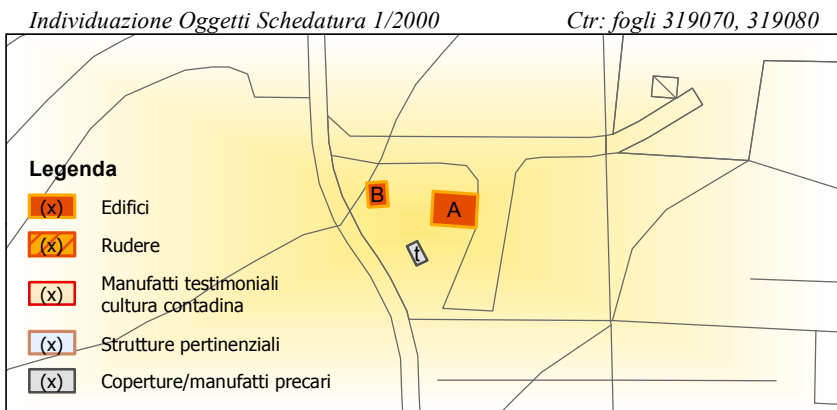 Individuazione Oggetti Schedatura 1/2000 Ctr: fogli 319070, 319080
Legenda
(x) Edifici
(x) Rudere
(x) Manufatti testimoniali
cultura contadina
(x) Strutture pertinenziali
(x) Coperture/manufatti precari
B
A
t